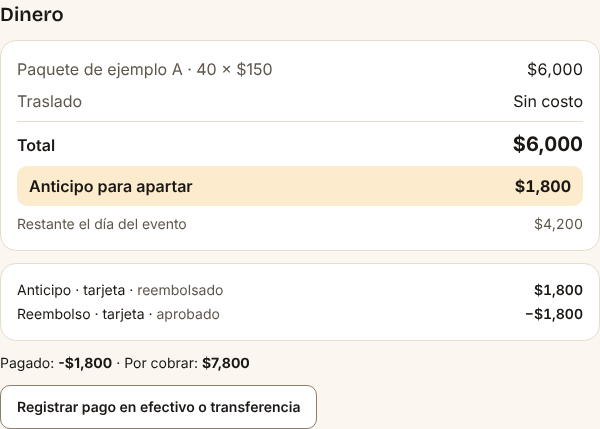 Dinero
Paquete de ejemplo A · 40 × $150 $6,000
Traslado Sin costo
Total $6,000
Anticipo para apartar $1,800
Restante el día del evento $4,200
Anticipo · tarjeta · reembolsado $1,800
Reembolso · tarjeta · aprobado −$1,800
Pagado: -$1,800 · Por cobrar: $7,800
Registrar pago en efectivo o transferencia